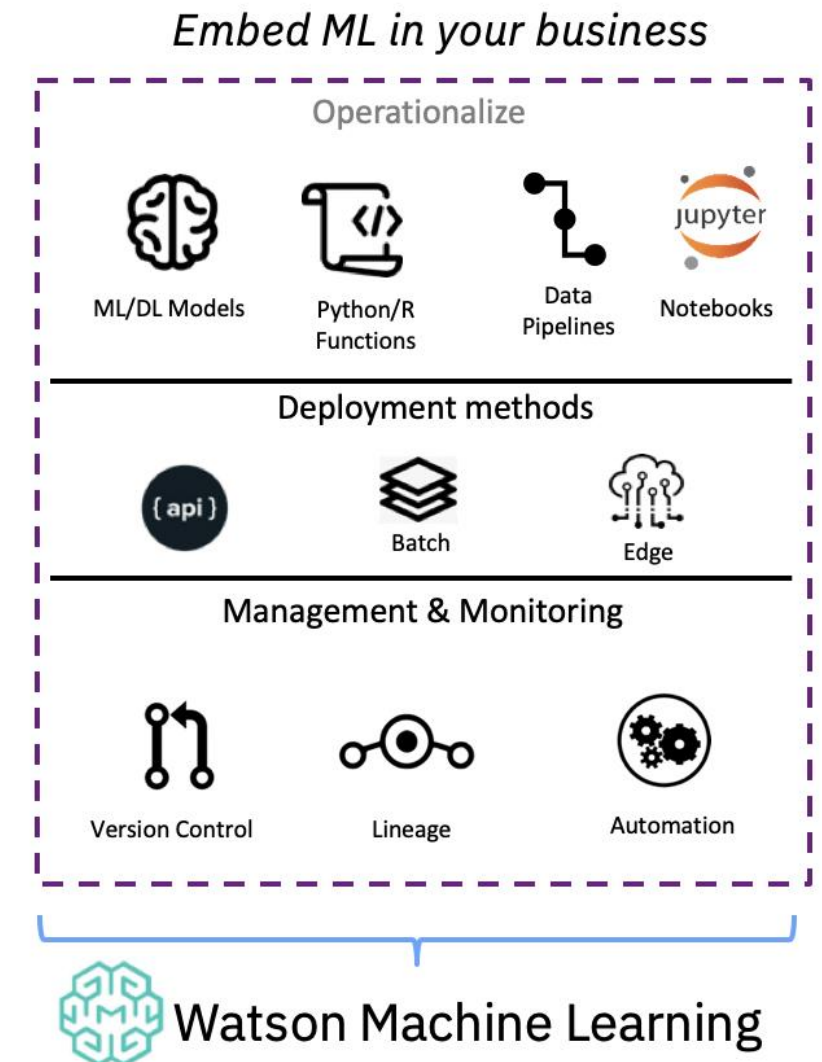 Embed ML in your business
Operationalize
</>
jupyter
ML/DL Models
Python/R
Functions
Data
Pipelines
Notebooks
Deployment methods
{ api }
Batch
Edge
Management & Monitoring
Version Control
Lineage
Automation
Watson Machine Learning